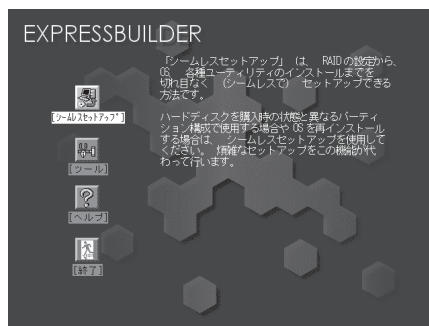 EXPRESSBUILDER
「シームレスセットアップ」 は、 RAIDの設定から、
OS、 各種ユーティリティのインストールまでを
切れ目なく (シームレスで) セットアップできる
方法です。
ハードディスクを購入時の状態と異なるパーティ
ション構成で使用する場合や OSを再インストール
する場合は、 シームレスセットアップを使用して
ください。 煩雑なセットアップをこの機能が代
わって行います。
[シームレスセットアップ]
[ツール]
[ヘルプ]
[終了]